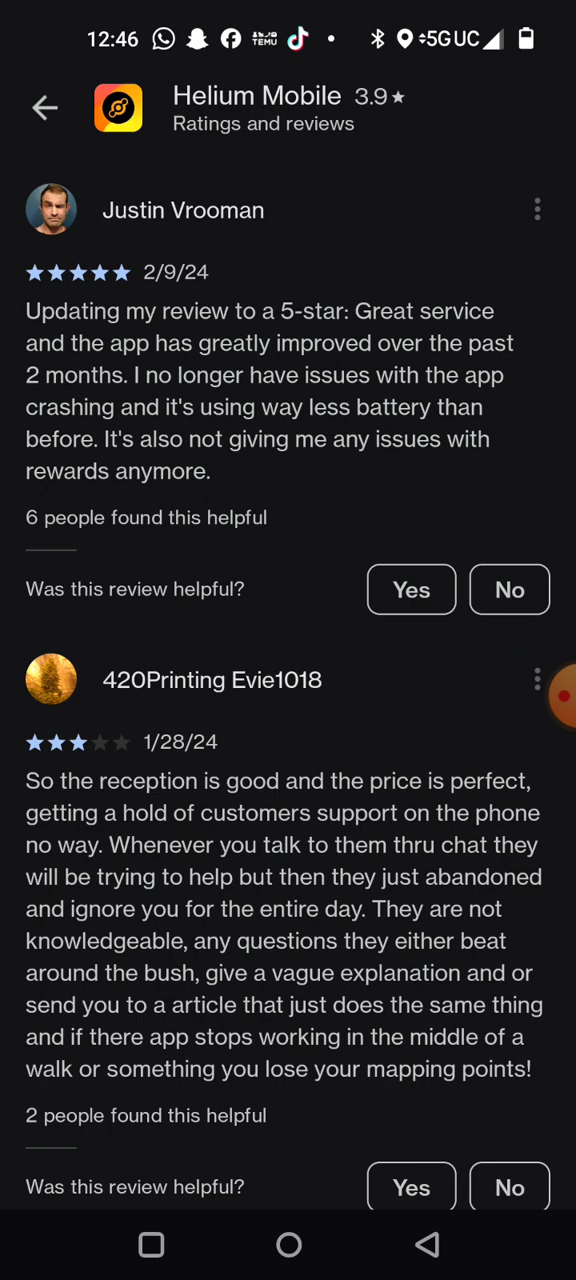 12:46 TEMU 5G UC
Helium Mobile 3.9★
Ratings and reviews
Justin Vrooman
2/9/24
Updating my review to a 5-star: Great service
and the app has greatly improved over the past
2 months. I no longer have issues with the app
crashing and it's using way less battery than
before. It's also not giving me any issues with
rewards anymore.
6 people found this helpful
Was this review helpful? Yes No
420Printing Evie1018
1/28/24
So the reception is good and the price is perfect,
getting a hold of customers support on the phone
no way. Whenever you talk to them thru chat they
will be trying to help but then they just abandoned
and ignore you for the entire day. They are not
knowledgeable, any questions they either beat
around the bush, give a vague explanation and or
send you to a article that just does the same thing
and if there app stops working in the middle of a
walk or something you lose your mapping points!
2 people found this helpful
Was this review helpful? Yes No